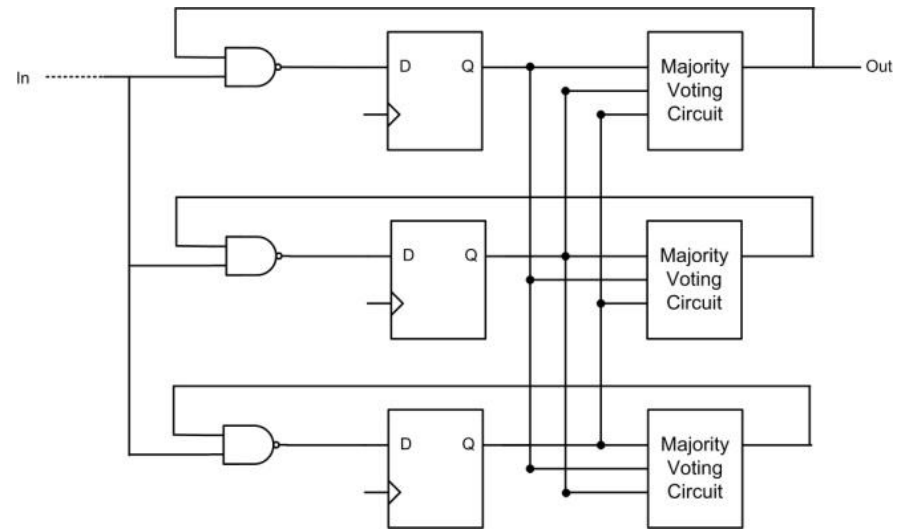 In
D Q
Majority
Voting
Circuit
Out
D Q
Majority
Voting
Circuit
D Q
Majority
Voting
Circuit